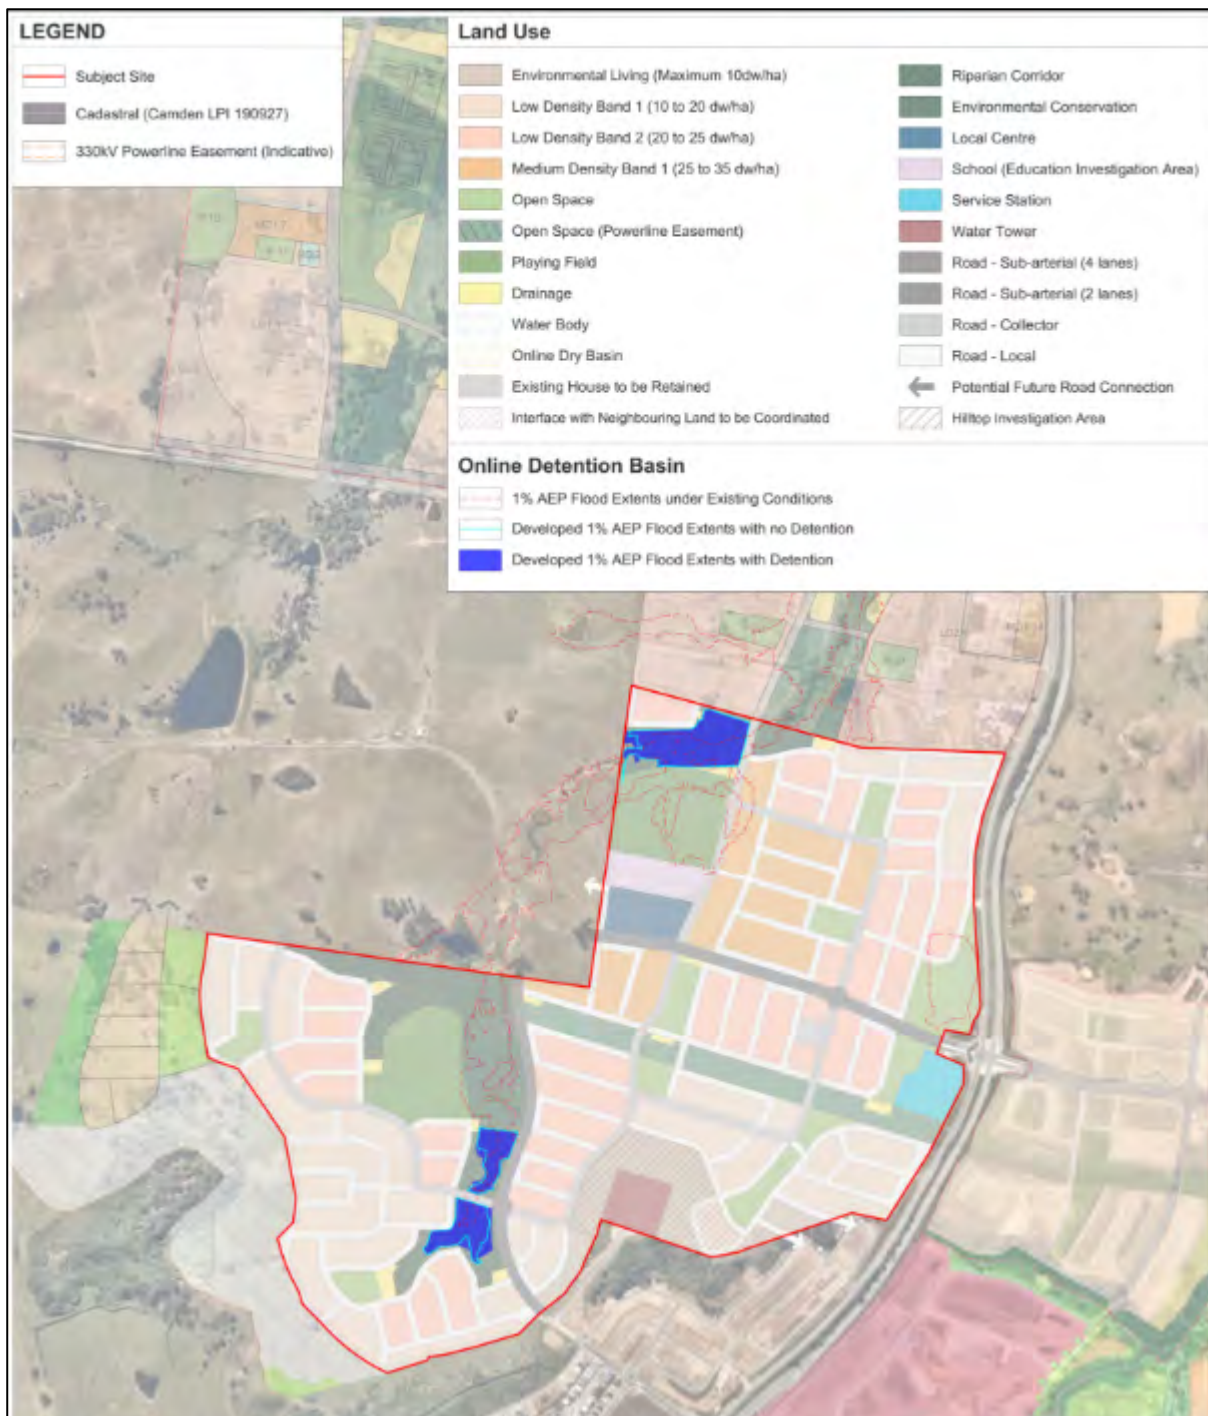 LEGEND
Subject Site
Cadastral (Camden LPI 190927)
330kV Powerline Easement (Indicative)
Land Use
Environmental Living (Maximum 10dw/ha)
Low Density Band 1 (10 to 20 dw/ha)
Low Density Band 2 (20 to 25 dw/ha)
Medium Density Band 1 (25 to 35 dw/ha)
Open Space
Open Space (Powerline Easement)
Playing Field
Drainage
Water Body
Online Dry Basin
Existing House to be Retained
Interface with Neighbouring Land to be Coordinated
Riparian Corridor
Environmental Conservation
Local Centre
School (Education Investigation Area)
Service Station
Water Tower
Road - Sub-arterial (4 lanes)
Road - Sub-arterial (2 lanes)
Road - Collector
Road - Local
Potential Future Road Connection
Hilltop Investigation Area
Online Detention Basin
1% AEP Flood Extents under Existing Conditions
Developed 1% AEP Flood Extents with no Detention
Developed 1% AEP Flood Extents with Detention